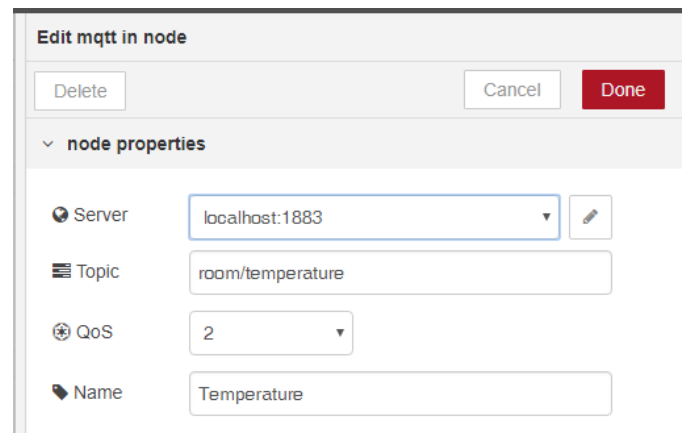 Edit mqtt in node
Delete Cancel Done
node properties
Server localhost:1883
Topic room/temperature
QoS 2
Name Temperature